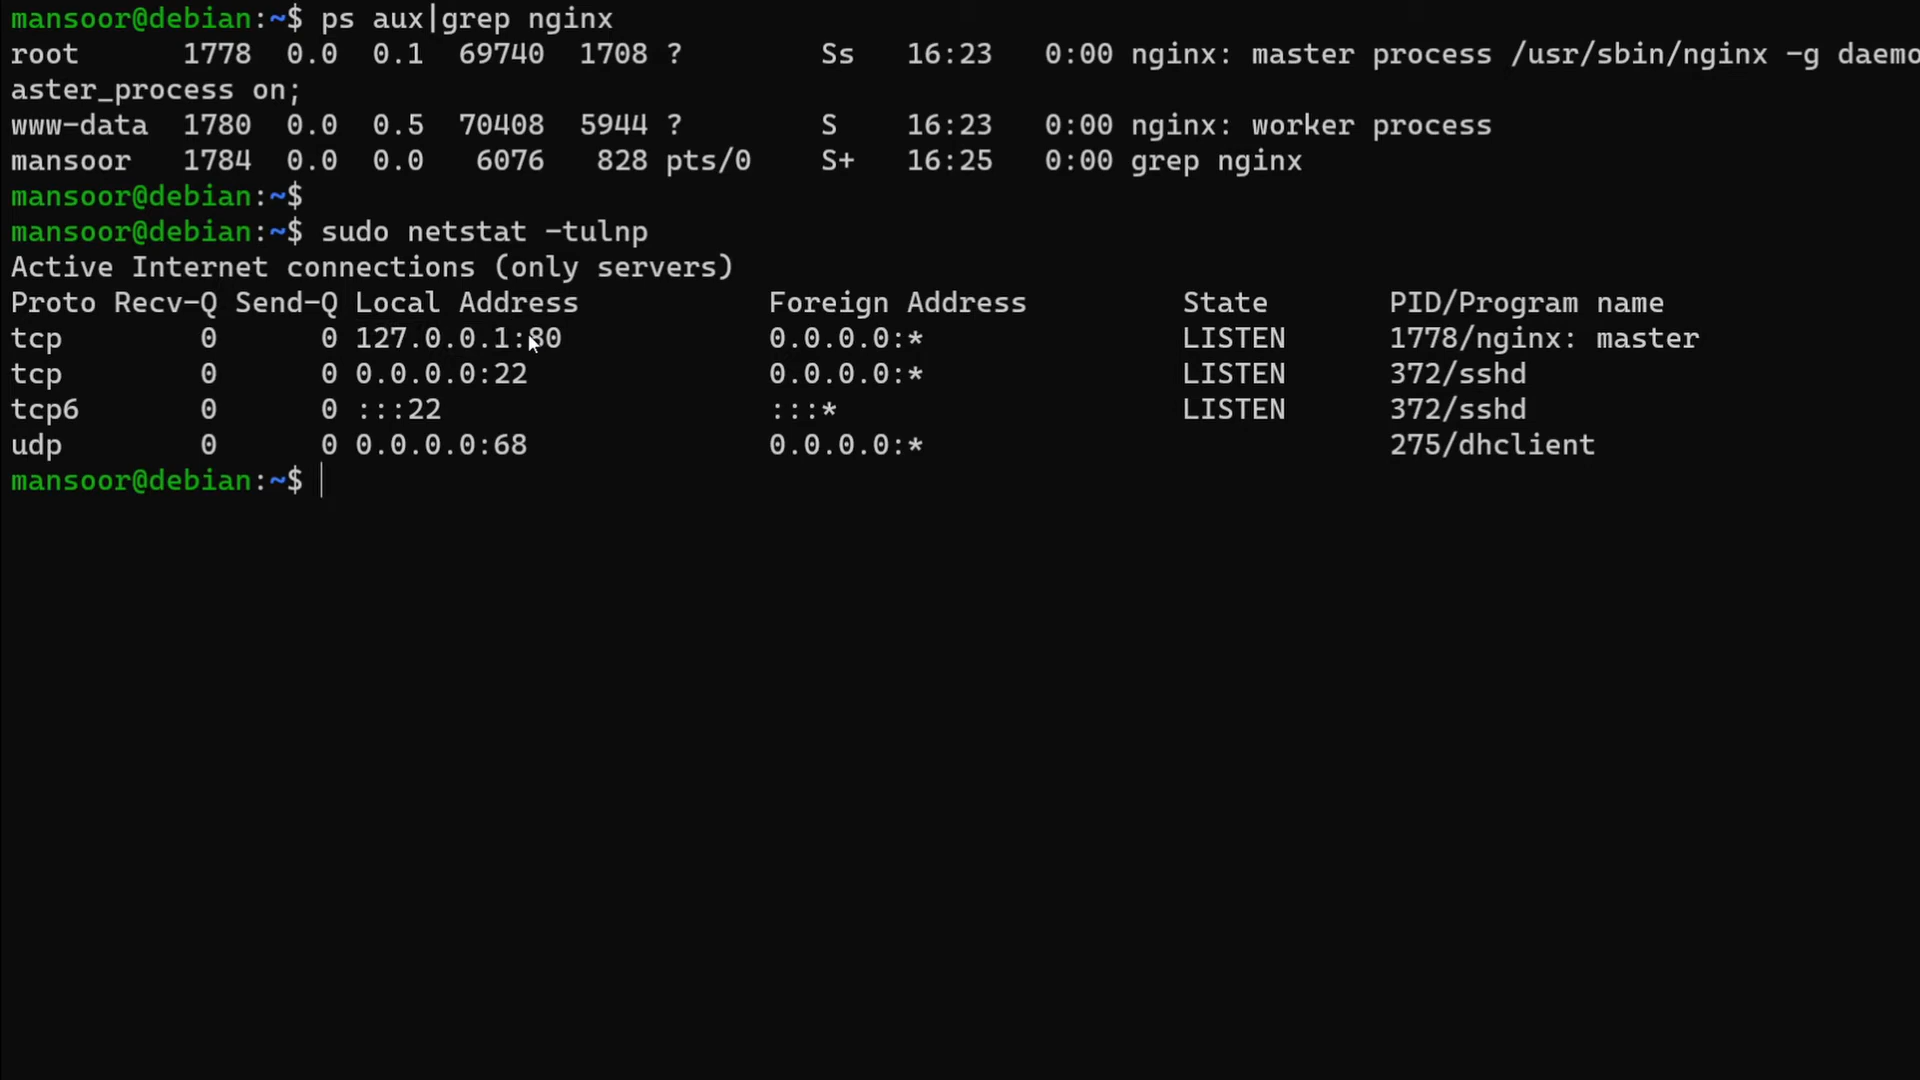 mansoor@debian:~$ ps aux|grep nginx
root      1778  0.0  0.1  69740  1708 ?        Ss   16:23   0:00 nginx: master process /usr/sbin/nginx -g daemo
aster_process on;
www-data  1780  0.0  0.5  70408  5944 ?        S    16:23   0:00 nginx: worker process
mansoor   1784  0.0  0.0   6076   828 pts/0    S+   16:25   0:00 grep nginx
mansoor@debian:~$
mansoor@debian:~$ sudo netstat -tulnp
Active Internet connections (only servers)
Proto Recv-Q Send-Q Local Address           Foreign Address         State       PID/Program name
tcp        0      0 127.0.0.1:80            0.0.0.0:*               LISTEN      1778/nginx: master
tcp        0      0 0.0.0.0:22              0.0.0.0:*               LISTEN      372/sshd
tcp6       0      0 :::22                   :::*                    LISTEN      372/sshd
udp        0      0 0.0.0.0:68              0.0.0.0:*                           275/dhclient
mansoor@debian:~$